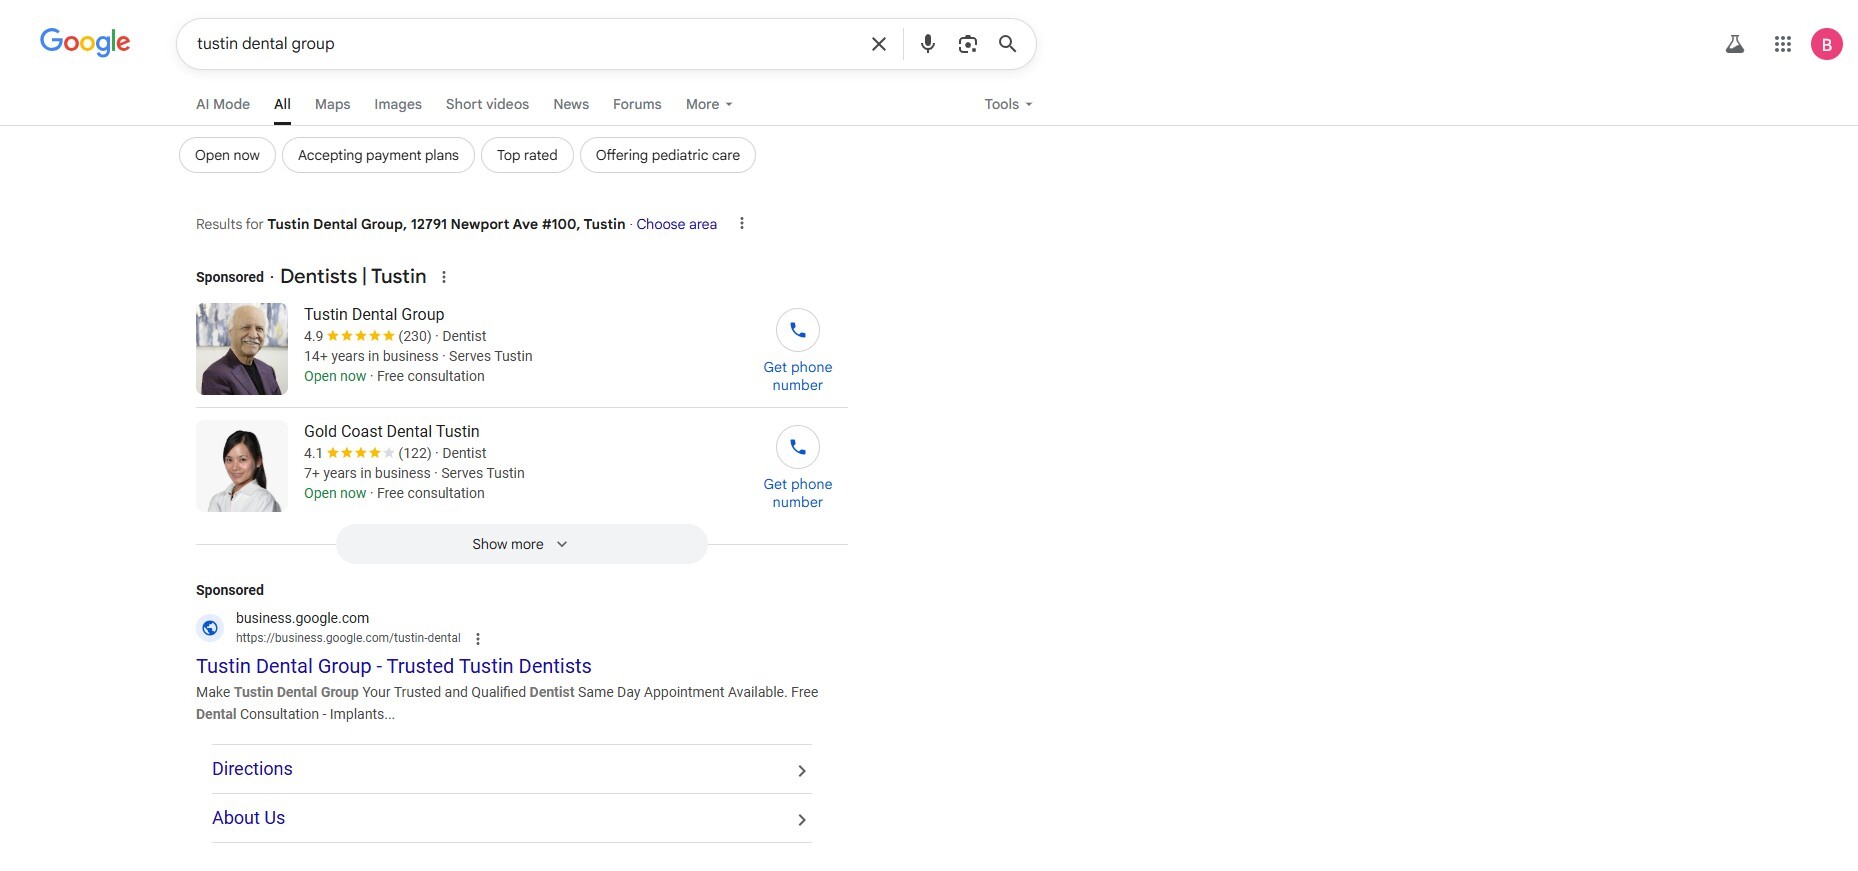 Google
tustin dental group
B
AI Mode
All
Maps
Images
Short videos
News
Forums
More
Tools
Open now
Accepting payment plans
Top rated
Offering pediatric care
Results for Tustin Dental Group, 12791 Newport Ave #100, Tustin · Choose area
Sponsored · Dentists | Tustin
Tustin Dental Group
4.9 (230) · Dentist
14+ years in business · Serves Tustin
Open now · Free consultation
Get phone
number
Gold Coast Dental Tustin
4.1 (122) · Dentist
7+ years in business · Serves Tustin
Open now · Free consultation
Get phone
number
Show more
Sponsored
business.google.com
https://business.google.com/tustin-dental
Tustin Dental Group - Trusted Tustin Dentists
Make Tustin Dental Group Your Trusted and Qualified Dentist Same Day Appointment Available. Free
Dental Consultation - Implants...
Directions
About Us